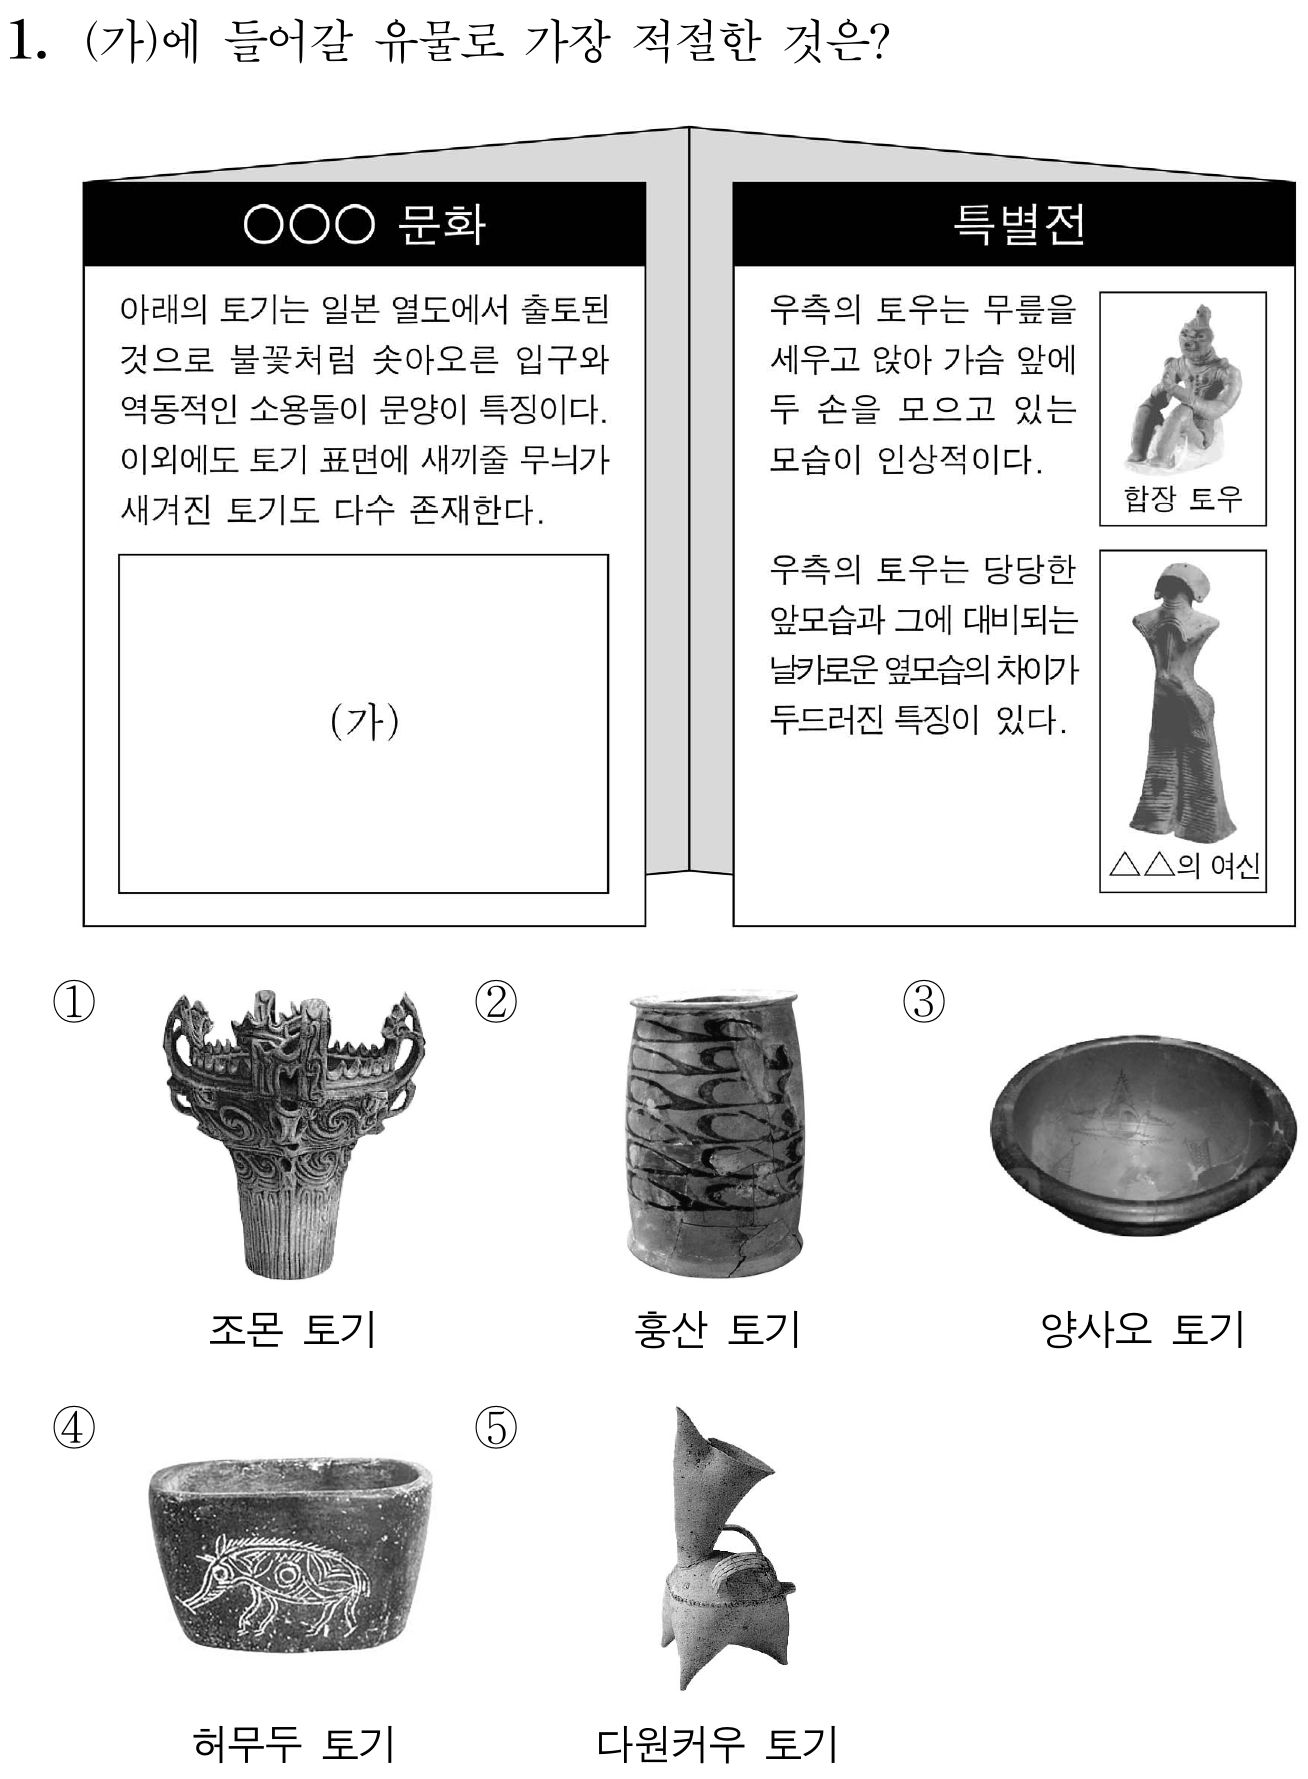 1. (가)에 들어갈 유물로 가장 적절한 것은?
○○○ 문화
아래의 토기는 일본 열도에서 출토된
것으로 불꽃처럼 솟아오른 입구와
역동적인 소용돌이 문양이 특징이다.
이외에도 토기 표면에 새끼줄 무늬가
새겨진 토기도 다수 존재한다.
(가)
특별전
우측의 토우는 무릎을
세우고 앉아 가슴 앞에
두 손을 모으고 있는
모습이 인상적이다.
합장 토우
우측의 토우는 당당한
앞모습과 그에 대비되는
날카로운 옆모습의 차이가
두드러진 특징이 있다.
△△의 여신
①
조몬 토기
②
훙산 토기
③
양사오 토기
④
허무두 토기
⑤
다원커우 토기